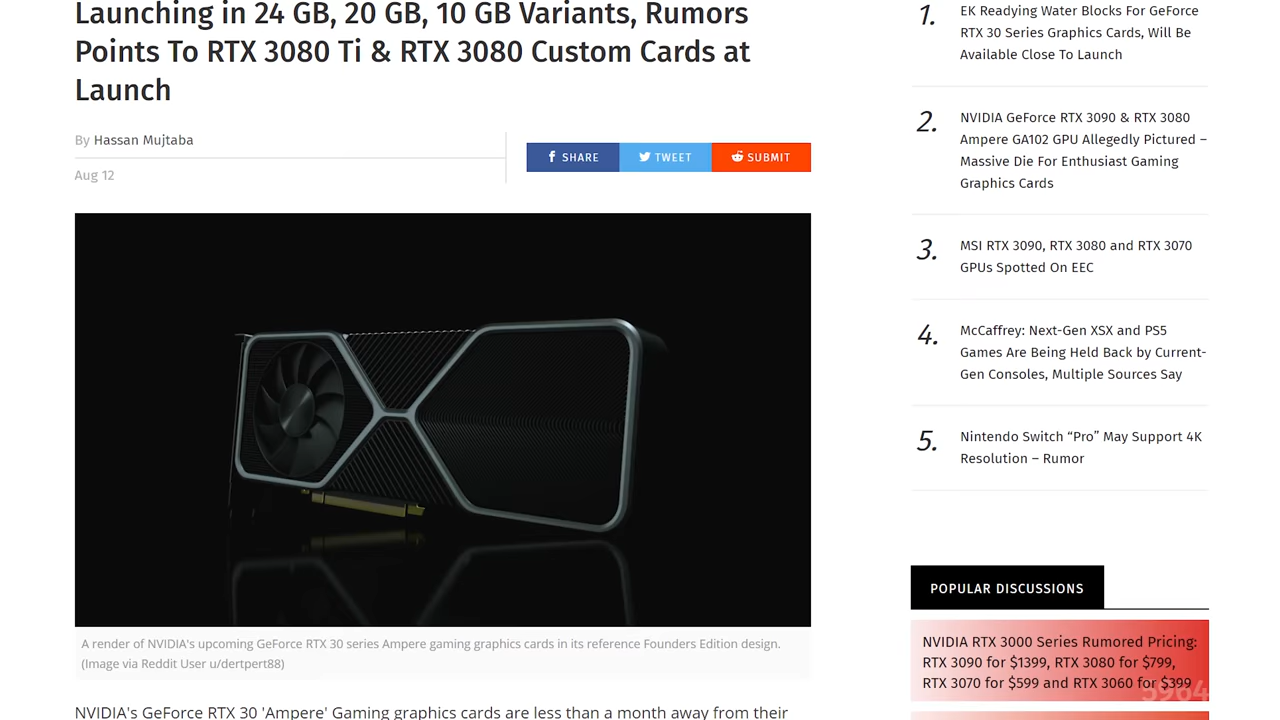 Launching in 24 GB, 20 GB, 10 GB Variants, Rumors
Points To RTX 3080 Ti & RTX 3080 Custom Cards at
Launch
By Hassan Mujtaba
Aug 12
SHARE
TWEET
SUBMIT
A render of NVIDIA's upcoming GeForce RTX 30 series Ampere gaming graphics cards in its reference Founders Edition design.
(Image via Reddit User u/dertpert88)
NVIDIA's GeForce RTX 30 'Ampere' Gaming graphics cards are less than a month away from their
1.
EK Readying Water Blocks For GeForce
RTX 30 Series Graphics Cards, Will Be
Available Close To Launch
2.
NVIDIA GeForce RTX 3090 & RTX 3080
Ampere GA102 GPU Allegedly Pictured –
Massive Die For Enthusiast Gaming
Graphics Cards
3.
MSI RTX 3090, RTX 3080 and RTX 3070
GPUs Spotted On EEC
4.
McCaffrey: Next-Gen XSX and PS5
Games Are Being Held Back by Current-
Gen Consoles, Multiple Sources Say
5.
Nintendo Switch “Pro” May Support 4K
Resolution – Rumor
POPULAR DISCUSSIONS
NVIDIA RTX 3000 Series Rumored Pricing:
RTX 3090 for $1399, RTX 3080 for $799,
RTX 3070 for $599 and RTX 3060 for $399
5964